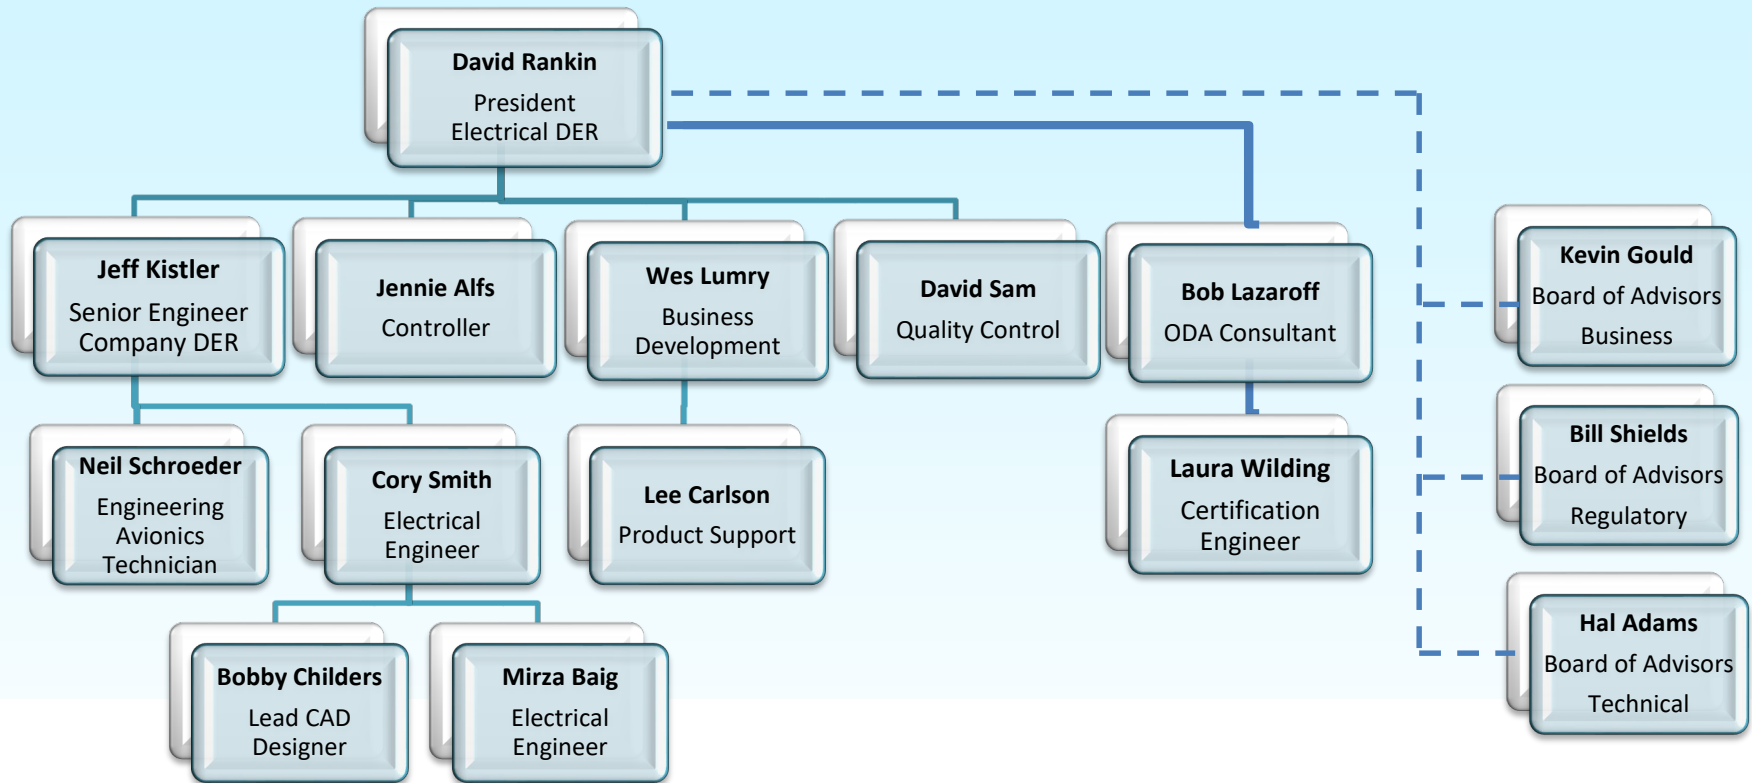 David Rankin
President
Electrical DER
Jeff Kistler
Senior Engineer
Company DER
Jennie Alfs
Controller
Wes Lumry
Business
Development
David Sam
Quality Control
Bob Lazaroff
ODA Consultant
Kevin Gould
Board of Advisors
Business
Neil Schroeder
Engineering
Avionics
Technician
Cory Smith
Electrical
Engineer
Lee Carlson
Product Support
Laura Wilding
Certification
Engineer
Bill Shields
Board of Advisors
Regulatory
Bobby Childers
Lead CAD
Designer
Mirza Baig
Electrical
Engineer
Hal Adams
Board of Advisors
Technical